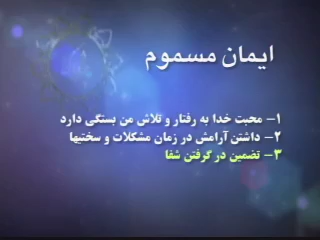 ایمان مسموم
۱- محبت خدا به رفتار و تلاش من بستگی دارد
۲- داشتن آرامش در زمان مشکلات و سختیها
۳- تضمین در گرفتن شفا